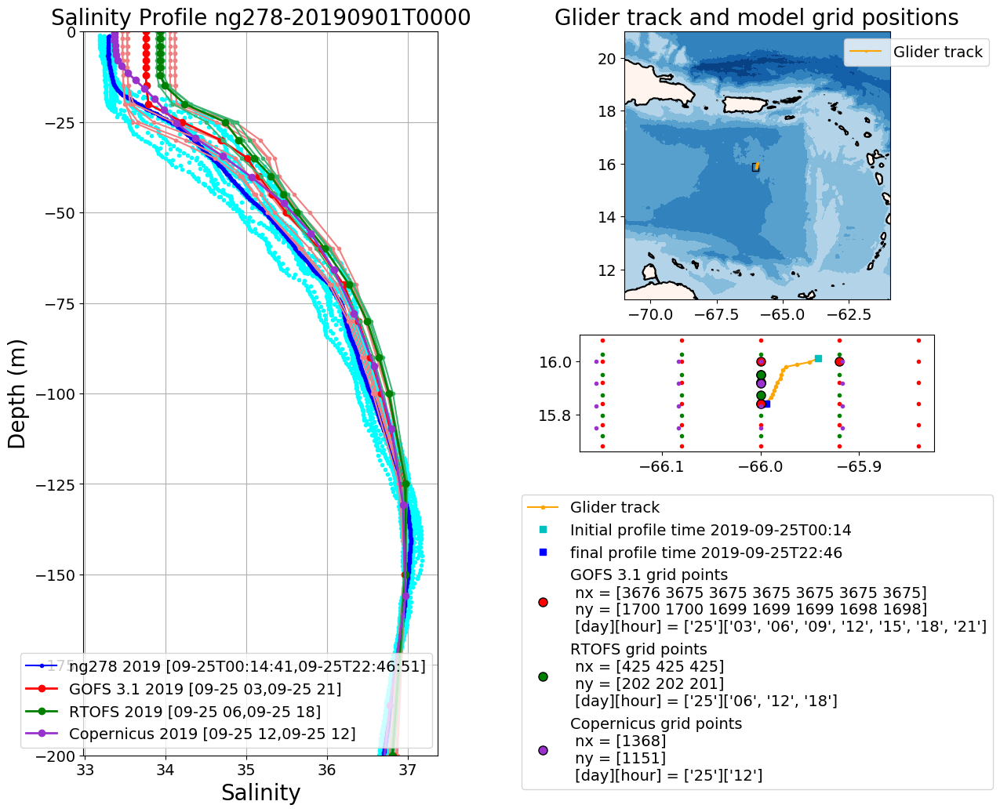 Salinity Profile ng278-20190901T0000
Depth (m)
0
−25
−50
−75
−100
−125
−150
−175
−200
33
34
35
36
37
Salinity
ng278 2019 [09-25T00:14:41,09-25T22:46:51]
GOFS 3.1 2019 [09-25 03,09-25 21]
RTOFS 2019 [09-25 06,09-25 18]
Copernicus 2019 [09-25 12,09-25 12]
Glider track and model grid positions
Glider track
20
18
16
14
12
−70.0
−67.5
−65.0
−62.5
16.0
15.8
−66.1
−66.0
−65.9
Glider track
Initial profile time 2019-09-25T00:14
final profile time 2019-09-25T22:46
GOFS 3.1 grid points
nx = [3676 3675 3675 3675 3675 3675 3675]
ny = [1700 1700 1699 1699 1699 1698 1698]
[day][hour] = ['25']['03', '06', '09', '12', '15', '18', '21']
RTOFS grid points
nx = [425 425 425]
ny = [202 202 201]
[day][hour] = ['25']['06', '12', '18']
Copernicus grid points
nx = [1368]
ny = [1151]
[day][hour] = ['25']['12']